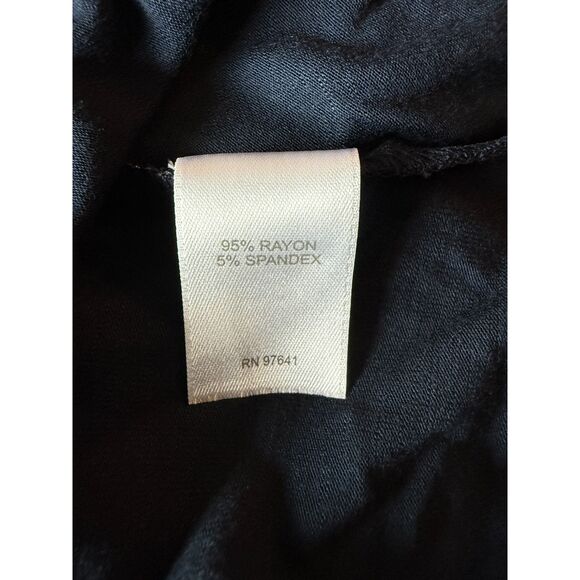 95% RAYON
5% SPANDEX
RN 97641